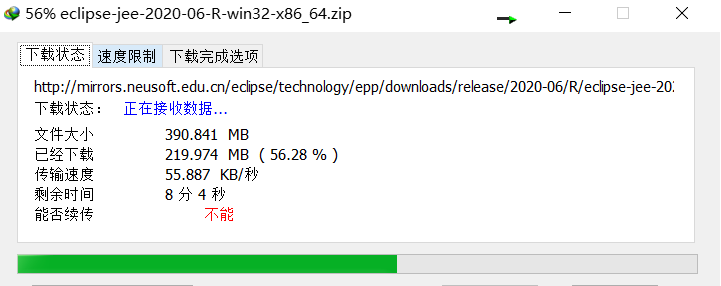 56% eclipse-jee-2020-06-R-win32-x86_64.zip
下载状态 速度限制 下载完成选项
http://mirrors.neusoft.edu.cn/eclipse/technology/epp/downloads/release/2020-06/R/eclipse-jee-202
下载状态： 正在接收数据...
文件大小 390.841 MB
已经下载 219.974 MB ( 56.28 % )
传输速度 55.887 KB/秒
剩余时间 8 分 4 秒
能否续传 不能